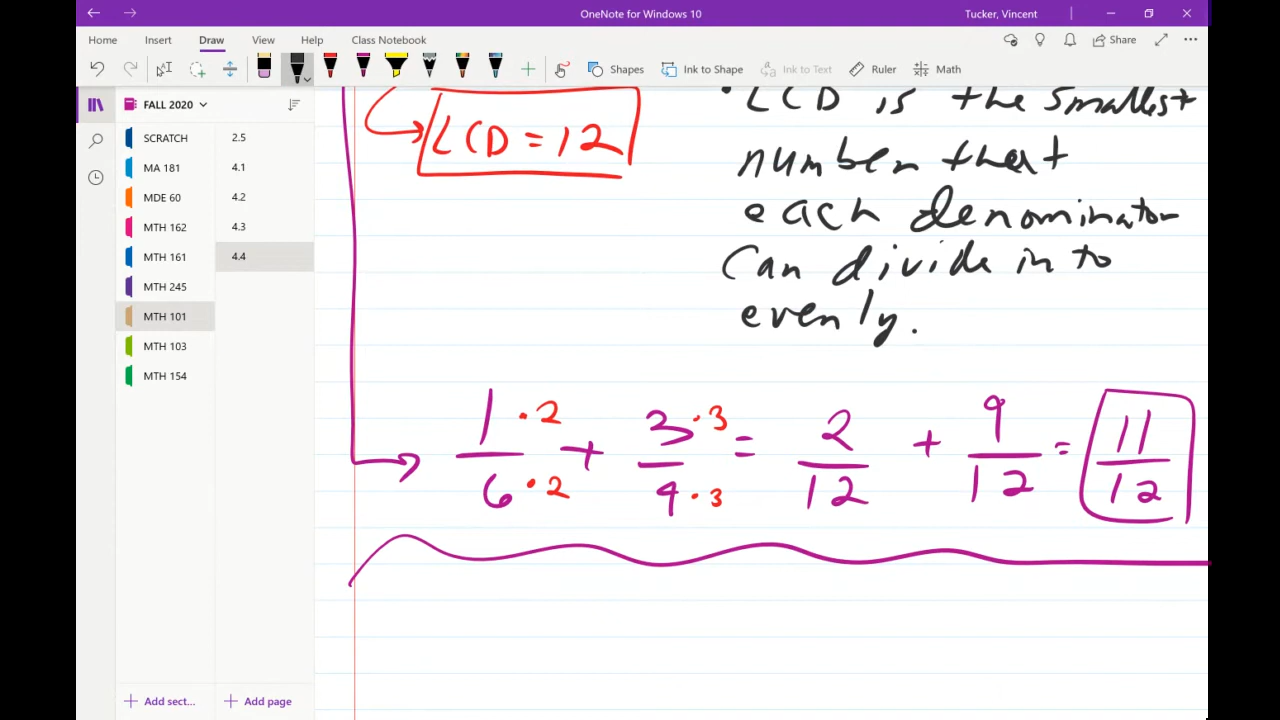 OneNote for Windows 10
Tucker, Vincent
Home Insert Draw View Help Class Notebook
Share
Shapes Ink to Shape Ink to Text Ruler Math
FALL 2020
SCRATCH
MA 181
MDE 60
MTH 162
MTH 161
MTH 245
MTH 101
MTH 103
MTH 154
2.5
4.1
4.2
4.3
4.4
Add sect...
Add page
LCD = 12
• LCD is the smallest
number that
each denominator
Can divide into
evenly.
1 · 2 / 6 · 2 + 3 · 3 / 4 · 3 = 2/12 + 9/12 = 11/12